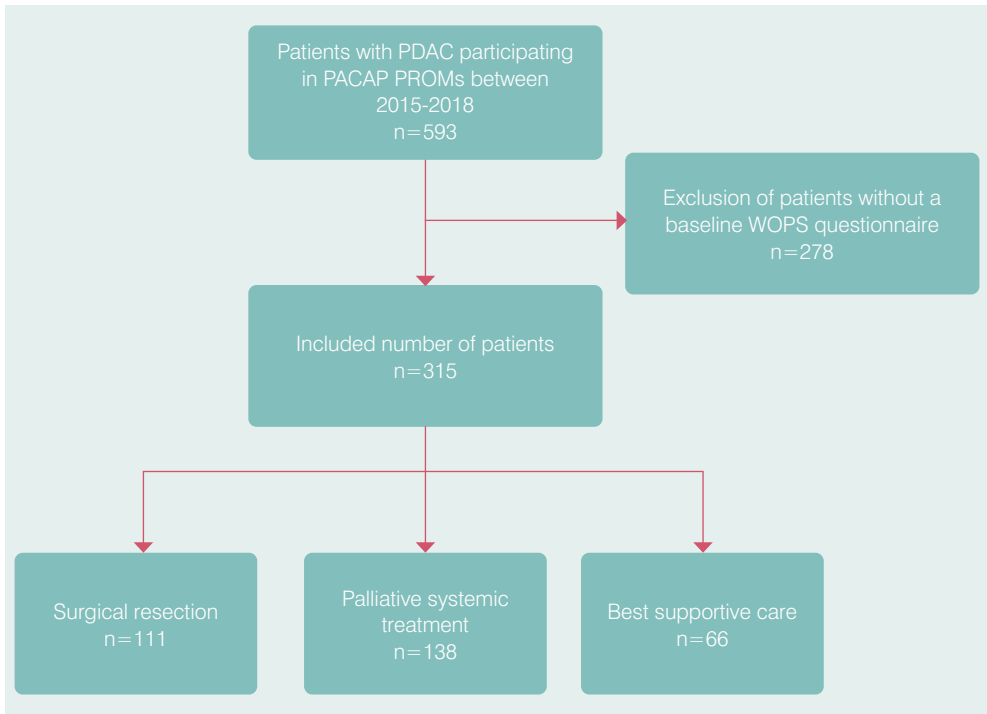 Patients with PDAC participating
in PACAP PROMs between
2015-2018
n=593
Exclusion of patients without a
baseline WOPS questionnaire
n=278
Included number of patients
n=315
Surgical resection
n=111
Palliative systemic
treatment
n=138
Best supportive care
n=66